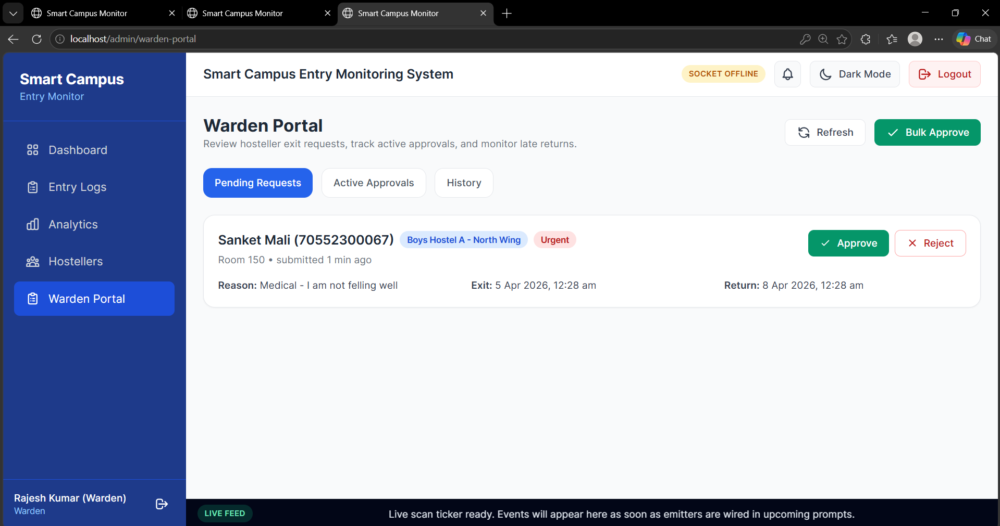 Smart Campus Monitor
Smart Campus Monitor
Smart Campus Monitor
localhost/admin/warden-portal
Chat
Smart Campus
Entry Monitor
Dashboard
Entry Logs
Analytics
Hostellers
Warden Portal
Rajesh Kumar (Warden)
Warden
Smart Campus Entry Monitoring System
SOCKET OFFLINE
Dark Mode
Logout
Warden Portal
Review hosteller exit requests, track active approvals, and monitor late returns.
Refresh
Bulk Approve
Pending Requests
Active Approvals
History
Sanket Mali (70552300067)
Boys Hostel A - North Wing
Urgent
Approve
Reject
Room 150 • submitted 1 min ago
Reason: Medical - I am not felling well
Exit: 5 Apr 2026, 12:28 am
Return: 8 Apr 2026, 12:28 am
LIVE FEED
Live scan ticker ready. Events will appear here as soon as emitters are wired in upcoming prompts.